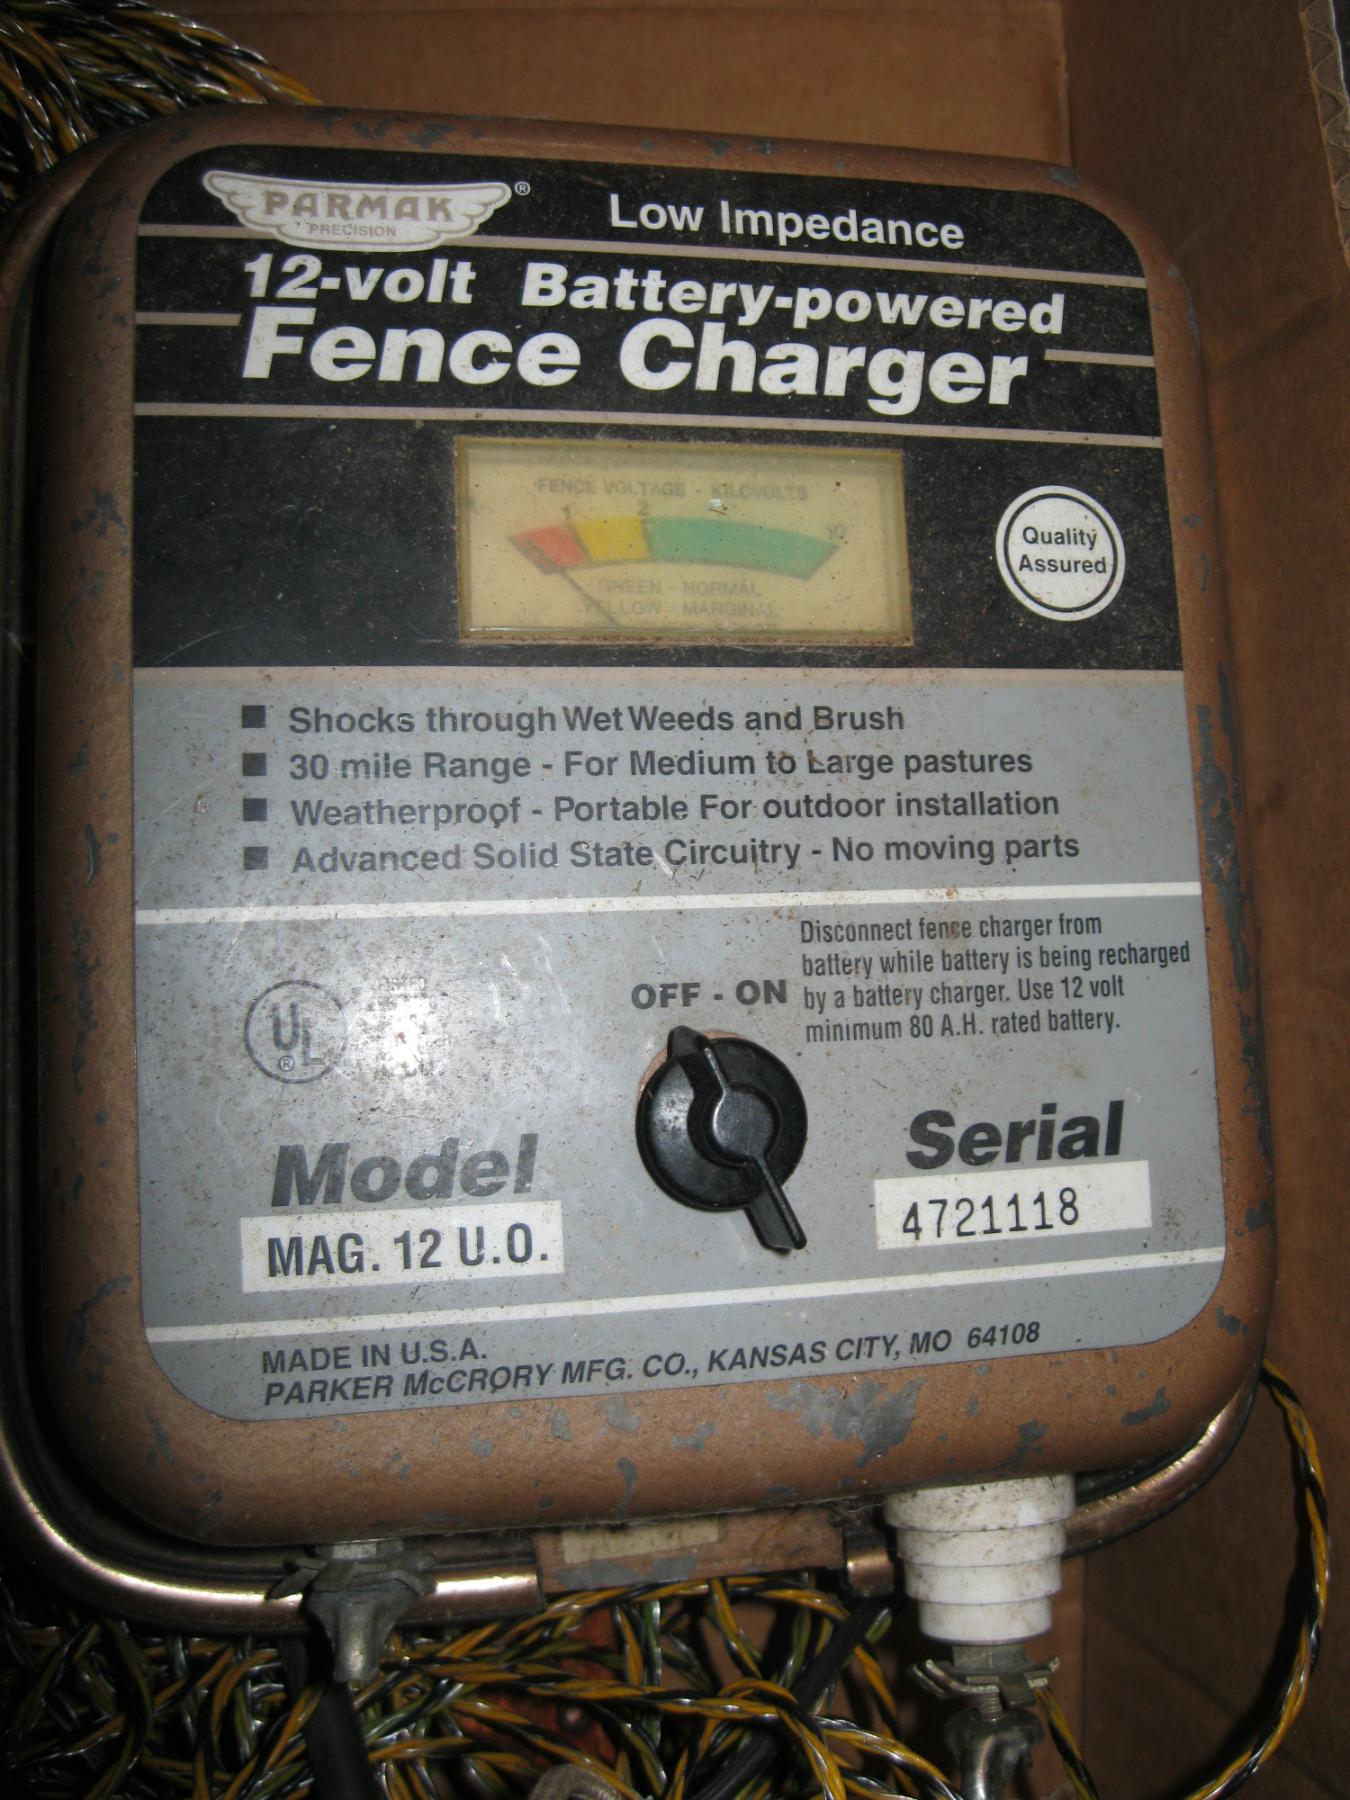 PARMAK ®
PRECISION
Low Impedance
12-volt Battery-powered
Fence Charger
FENCE VOLTAGE - KILOVOLTS
1 2 10
GREEN - NORMAL
YELLOW - MARGINAL
Quality
Assured
■ Shocks through Wet Weeds and Brush
■ 30 mile Range - For Medium to Large pastures
■ Weatherproof - Portable For outdoor installation
■ Advanced Solid State Circuitry - No moving parts
Disconnect fence charger from
battery while battery is being recharged
by a battery charger. Use 12 volt
minimum 80 A.H. rated battery.
OFF - ON
UL ®
Model
MAG. 12 U.O.
Serial
4721118
MADE IN U.S.A.
PARKER McCRORY MFG. CO., KANSAS CITY, MO 64108